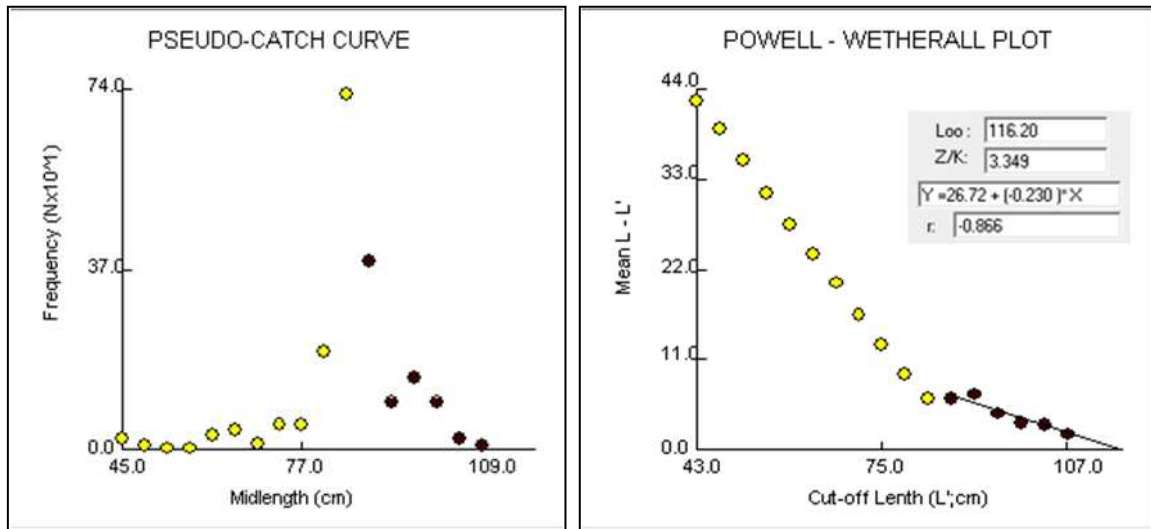 PSEUDO-CATCH CURVE
74.0
37.0
0.0
45.0 77.0 109.0
Frequency (Nx10^1)
Midlength (cm)
POWELL - WETHERALL PLOT
44.0
33.0
22.0
11.0
0.0
43.0 75.0 107.0
Mean L - L'
Cut-off Lenth (L';cm)
Loo : 116.20
Z/K: 3.349
Y =26.72 + (-0.230 )* X
r: -0.866